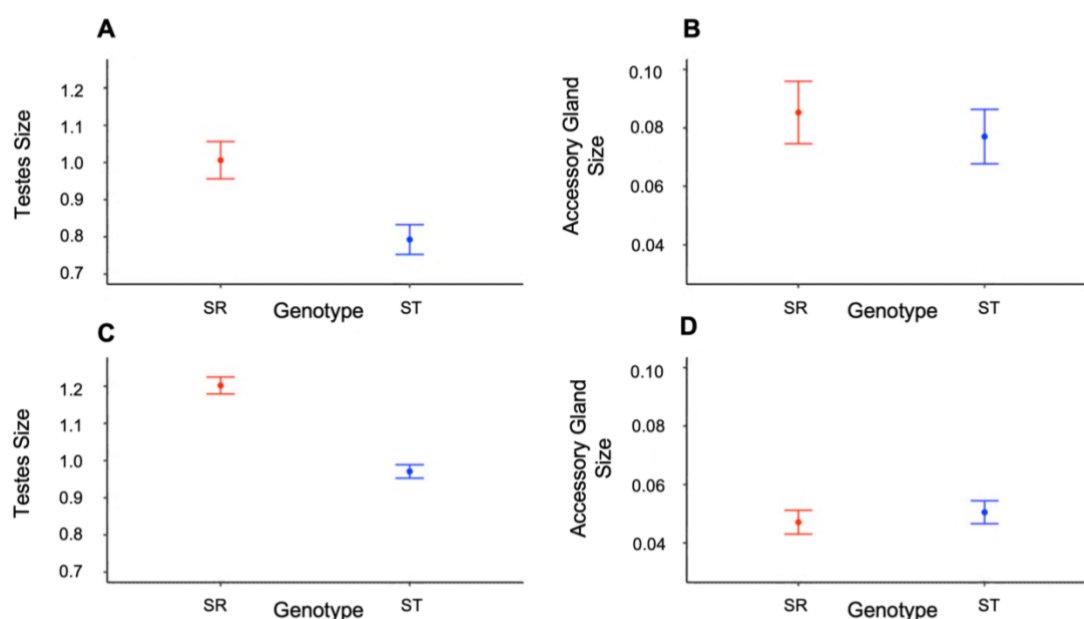 A
Testes Size
1.2
1.1
1.0
0.9
0.8
0.7
SR
Genotype
ST
B
Accessory Gland
Size
0.10
0.08
0.06
0.04
SR
Genotype
ST
C
Testes Size
1.2
1.1
1.0
0.9
0.8
0.7
SR
Genotype
ST
D
Accessory Gland
Size
0.10
0.08
0.06
0.04
SR
Genotype
ST